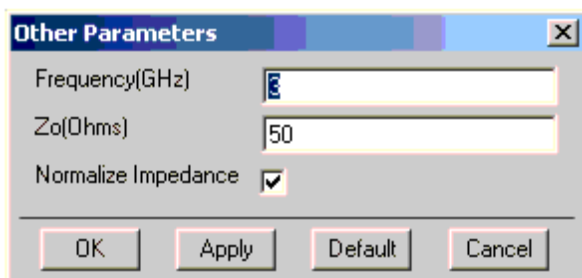 Other Parameters
Frequency(GHz) 3
Zo(Ohms) 50
Normalize Impedance
OK Apply Default Cancel